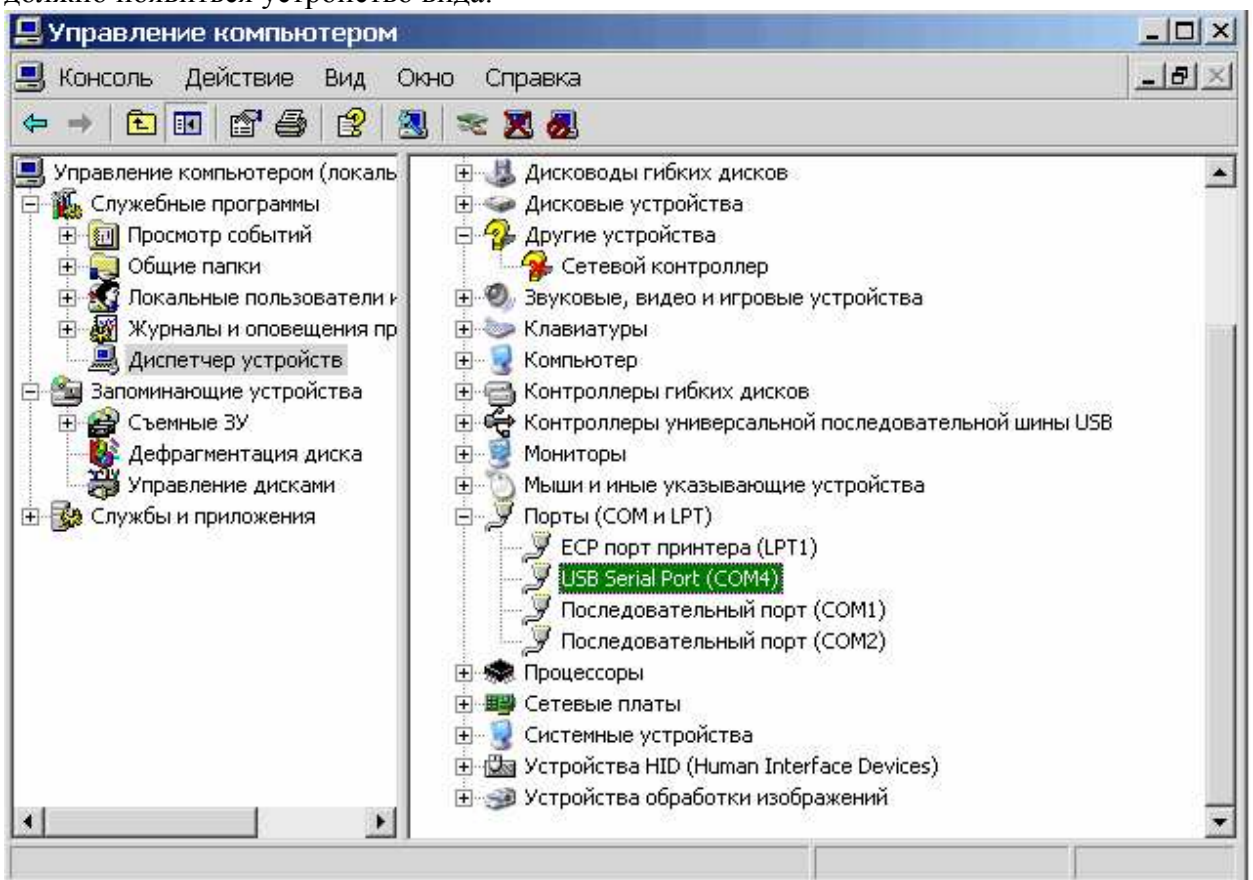 должно появиться устройство вида:
Управление компьютером
Консоль Действие Вид Окно Справка
Управление компьютером (локаль
Служебные программы
Просмотр событий
Общие папки
Локальные пользователи и
Журналы и оповещения пр
Диспетчер устройств
Запоминающие устройства
Съемные ЗУ
Дефрагментация диска
Управление дисками
Службы и приложения
Дисководы гибких дисков
Дисковые устройства
Другие устройства
Сетевой контроллер
Звуковые, видео и игровые устройства
Клавиатуры
Компьютер
Контроллеры гибких дисков
Контроллеры универсальной последовательной шины USB
Мониторы
Мыши и иные указывающие устройства
Порты (COM и LPT)
ECP порт принтера (LPT1)
USB Serial Port (COM4)
Последовательный порт (COM1)
Последовательный порт (COM2)
Процессоры
Сетевые платы
Системные устройства
Устройства HID (Human Interface Devices)
Устройства обработки изображений